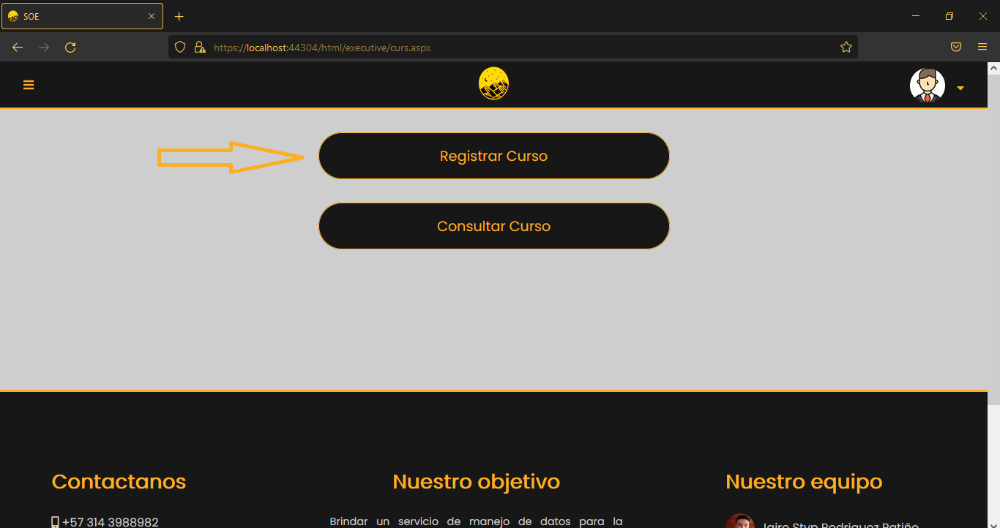 SOE
https://localhost:44304/html/executive/curs.aspx
Registrar Curso
Consultar Curso
Contactanos
Nuestro objetivo
Nuestro equipo
+57 314 3988982
Brindar un servicio de manejo de datos para la
Jairo Styp Rodriguez Patiño